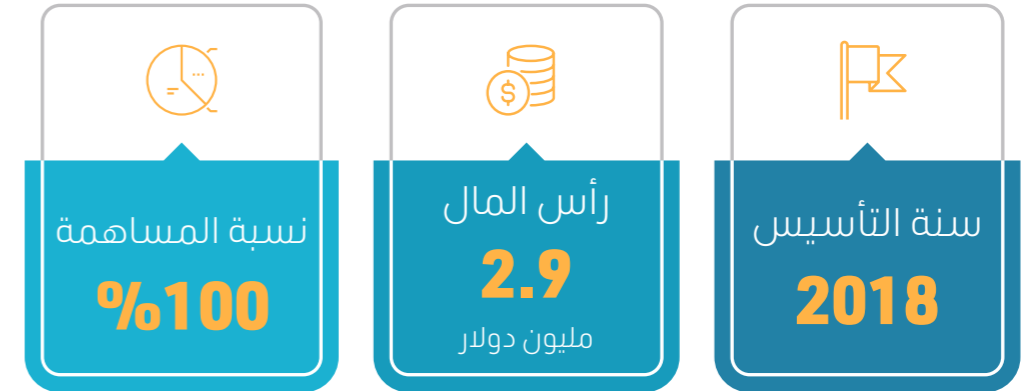 سنة التأسيس
2018
رأس المال
2.9
مليون دولار
نسبة المساهمة
%100